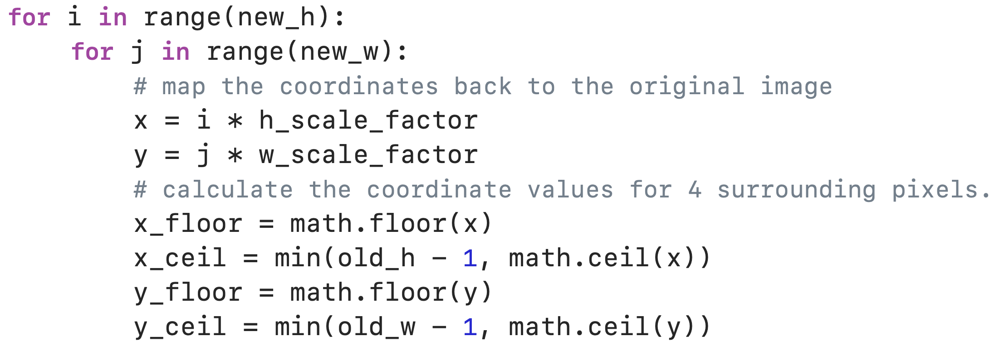 for i in range(new_h):
    for j in range(new_w):
        # map the coordinates back to the original image
        x = i * h_scale_factor
        y = j * w_scale_factor
        # calculate the coordinate values for 4 surrounding pixels.
        x_floor = math.floor(x)
        x_ceil = min(old_h - 1, math.ceil(x))
        y_floor = math.floor(y)
        y_ceil = min(old_w - 1, math.ceil(y))